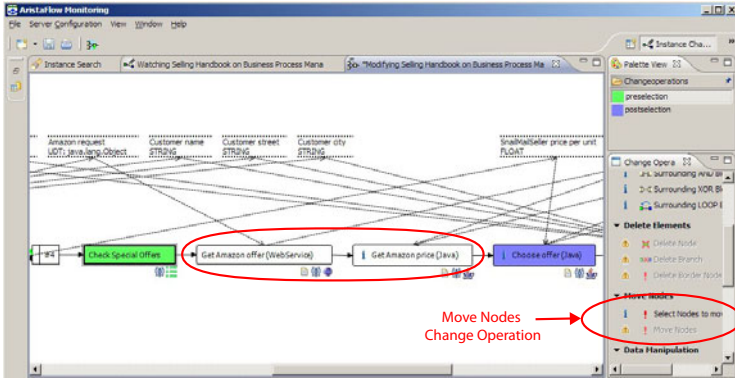 AristaFlow Monitoring
File Server Configuration View Window Help
Instance Cha...
Instance Search
Watching Selling Handbook on Business Process Mana
*Modifying Selling Handbook on Business Process Ma
Palette View
Changeoperations
preselection
postselection
Amazon request
UDT: java.lang.Object
Customer name
STRING
Customer street
STRING
Customer city
STRING
SnailMailSeller price per unit
FLOAT
Change Opera
Surrounding AND Bl
Surrounding XOR Bl
Surrounding LOOP B
Delete Elements
Delete Node
Delete Branch
Delete Border Node
#4
Check Special Offers
Get Amazon offer (WebService)
Get Amazon price (Java)
Choose offer (Java)
Move Nodes
Select Nodes to mov
Move Nodes
Data Manipulation
Move Nodes
Change Operation